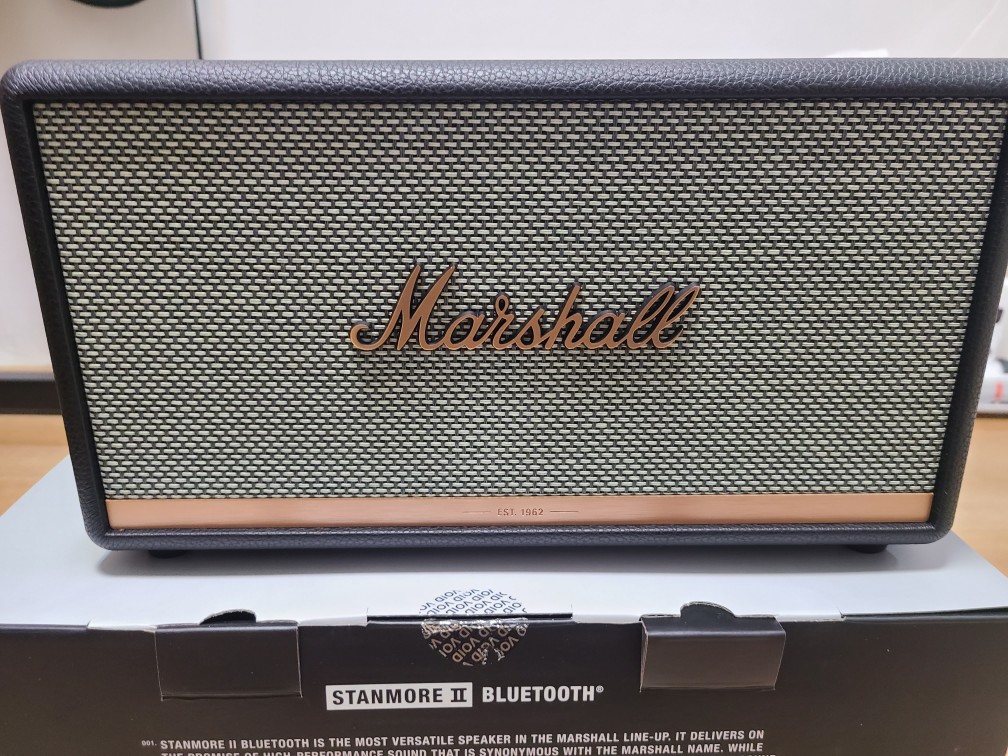 Marshall
EST. 1962
VOID VOID VOID
STANMORE II BLUETOOTH®
001. STANMORE II BLUETOOTH IS THE MOST VERSATILE SPEAKER IN THE MARSHALL LINE-UP. IT DELIVERS ON
THE PROMISE OF HIGH-PERFORMANCE SOUND THAT IS SYNONYMOUS WITH THE MARSHALL NAME. WHILE